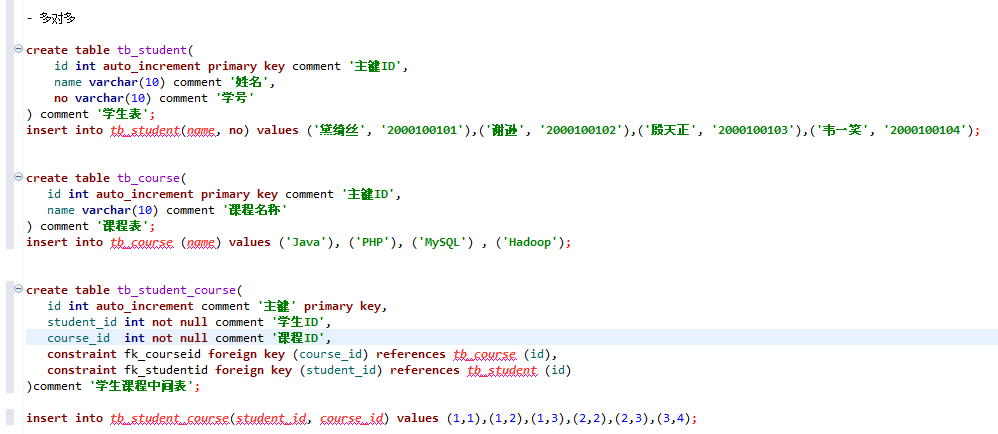 - 多对多
create table tb_student(
id int auto_increment primary key comment '主键ID',
name varchar(10) comment '姓名',
no varchar(10) comment '学号'
) comment '学生表';
insert into tb_student(name, no) values ('黛绮丝', '2000100101'),('谢逊', '2000100102'),('殷天正', '2000100103'),('韦一笑', '2000100104');
create table tb_course(
id int auto_increment primary key comment '主键ID',
name varchar(10) comment '课程名称'
) comment '课程表';
insert into tb_course (name) values ('Java'), ('PHP'), ('MySQL') , ('Hadoop');
create table tb_student_course(
id int auto_increment comment '主键' primary key,
student_id int not null comment '学生ID',
course_id  int not null comment '课程ID',
constraint fk_courseid foreign key (course_id) references tb_course (id),
constraint fk_studentid foreign key (student_id) references tb_student (id)
)comment '学生课程中间表';
insert into tb_student_course(student_id, course_id) values (1,1),(1,2),(1,3),(2,2),(2,3),(3,4);